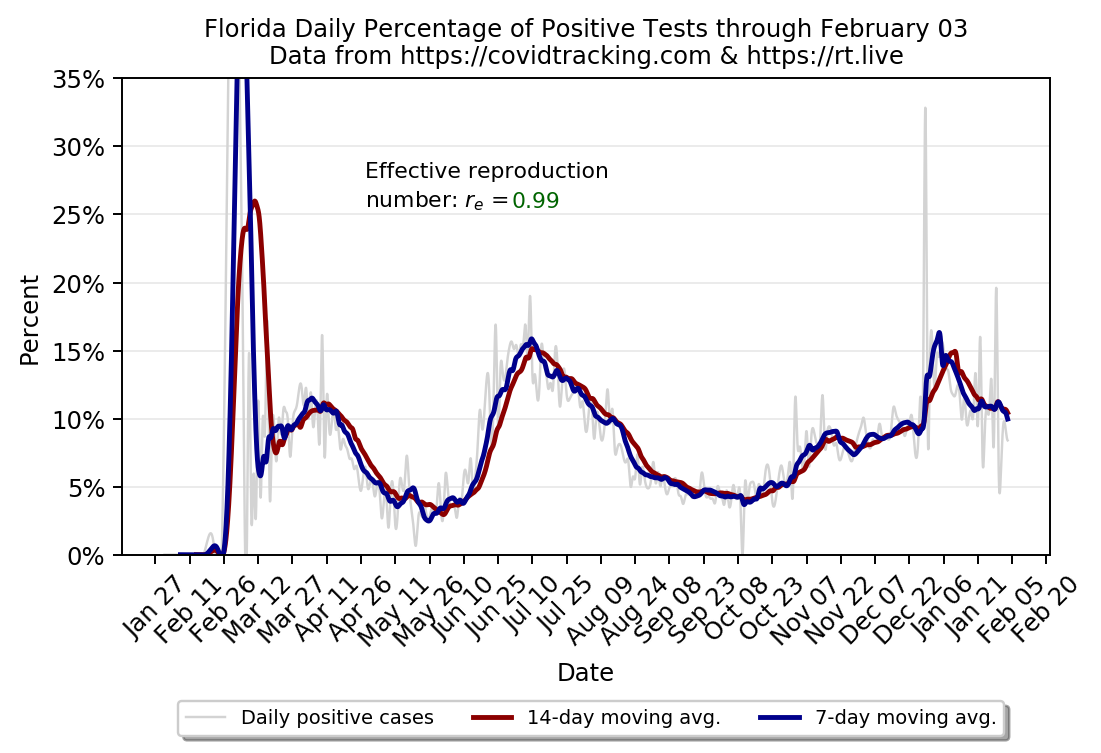 Florida Daily Percentage of Positive Tests through February 03
Data from https://covidtracking.com & https://rt.live
35%
30%
25%
20%
15%
10%
5%
0%
Percent
Effective reproduction
number: rₑ = 0.99
Jan 27
Feb 11
Feb 26
Mar 12
Mar 27
Apr 11
Apr 26
May 11
May 26
Jun 10
Jun 25
Jul 10
Jul 25
Aug 09
Aug 24
Sep 08
Sep 23
Oct 08
Oct 23
Nov 07
Nov 22
Dec 07
Dec 22
Jan 06
Jan 21
Feb 05
Feb 20
Date
Daily positive cases
14-day moving avg.
7-day moving avg.